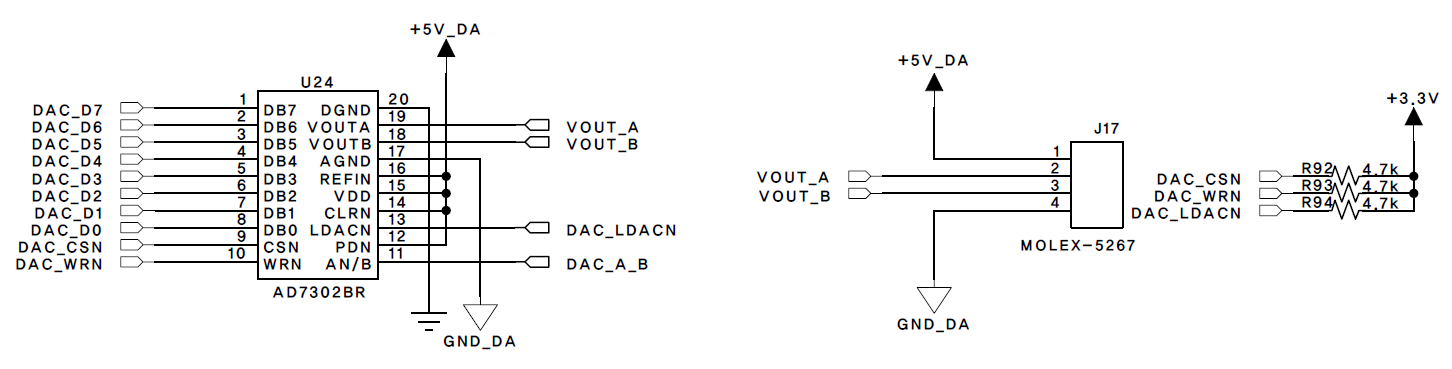 +5V_DA
U24
DAC_D7 1 DB7 DGND 20
DAC_D6 2 DB6 VOUTA 19 VOUT_A
DAC_D5 3 DB5 VOUTB 18 VOUT_B
DAC_D4 4 DB4 AGND 17
DAC_D3 5 DB3 REFIN 16
DAC_D2 6 DB2 VDD 15
DAC_D1 7 DB1 CLRN 14
DAC_D0 8 DB0 LDACN 13 DAC_LDACN
DAC_CSN 9 CSN PDN 12
DAC_WRN 10 WRN AN/B 11 DAC_A_B
AD7302BR
GND_DA
+5V_DA
J17
1
VOUT_A 2
VOUT_B 3
4
MOLEX-5267
GND_DA
+3.3V
DAC_CSN R92 4.7k
DAC_WRN R93 4.7k
DAC_LDACN R94 4.7k